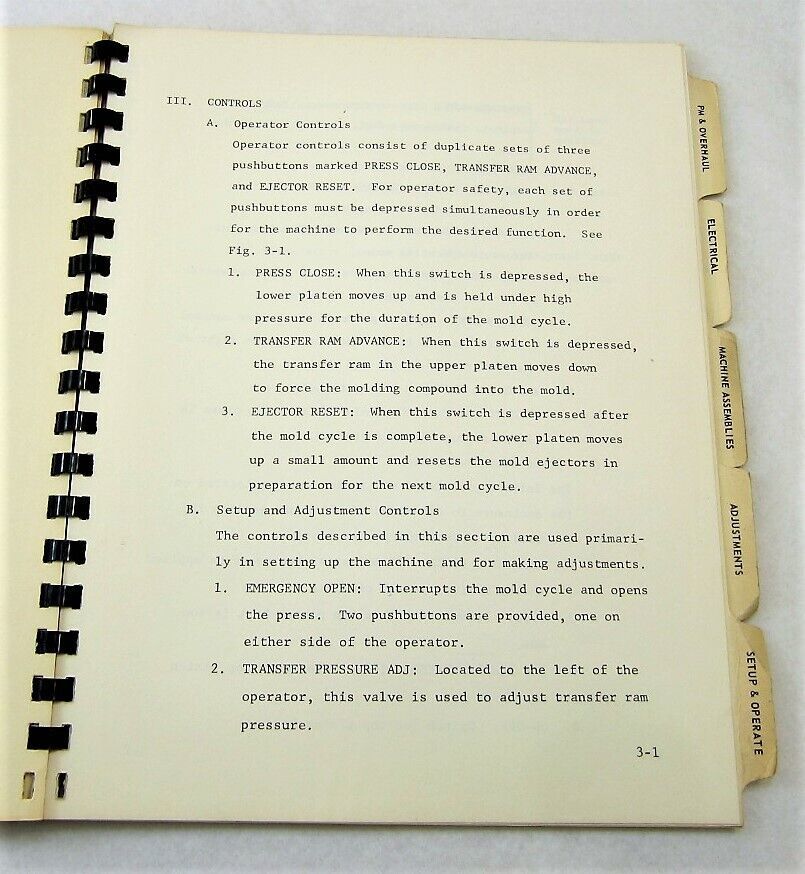 III. CONTROLS
A. Operator Controls
Operator controls consist of duplicate sets of three
pushbuttons marked PRESS CLOSE, TRANSFER RAM ADVANCE,
and EJECTOR RESET. For operator safety, each set of
pushbuttons must be depressed simultaneously in order
for the machine to perform the desired function. See
Fig. 3-1.
1. PRESS CLOSE: When this switch is depressed, the
lower platen moves up and is held under high
pressure for the duration of the mold cycle.
2. TRANSFER RAM ADVANCE: When this switch is depressed,
the transfer ram in the upper platen moves down
to force the molding compound into the mold.
3. EJECTOR RESET: When this switch is depressed after
the mold cycle is complete, the lower platen moves
up a small amount and resets the mold ejectors in
preparation for the next mold cycle.
B. Setup and Adjustment Controls
The controls described in this section are used primari-
ly in setting up the machine and for making adjustments.
1. EMERGENCY OPEN: Interrupts the mold cycle and opens
the press. Two pushbuttons are provided, one on
either side of the operator.
2. TRANSFER PRESSURE ADJ: Located to the left of the
operator, this valve is used to adjust transfer ram
pressure.
3-1
PM & OVERHAUL
ELECTRICAL
MACHINE ASSEMBLIES
ADJUSTMENTS
SETUP & OPERATE